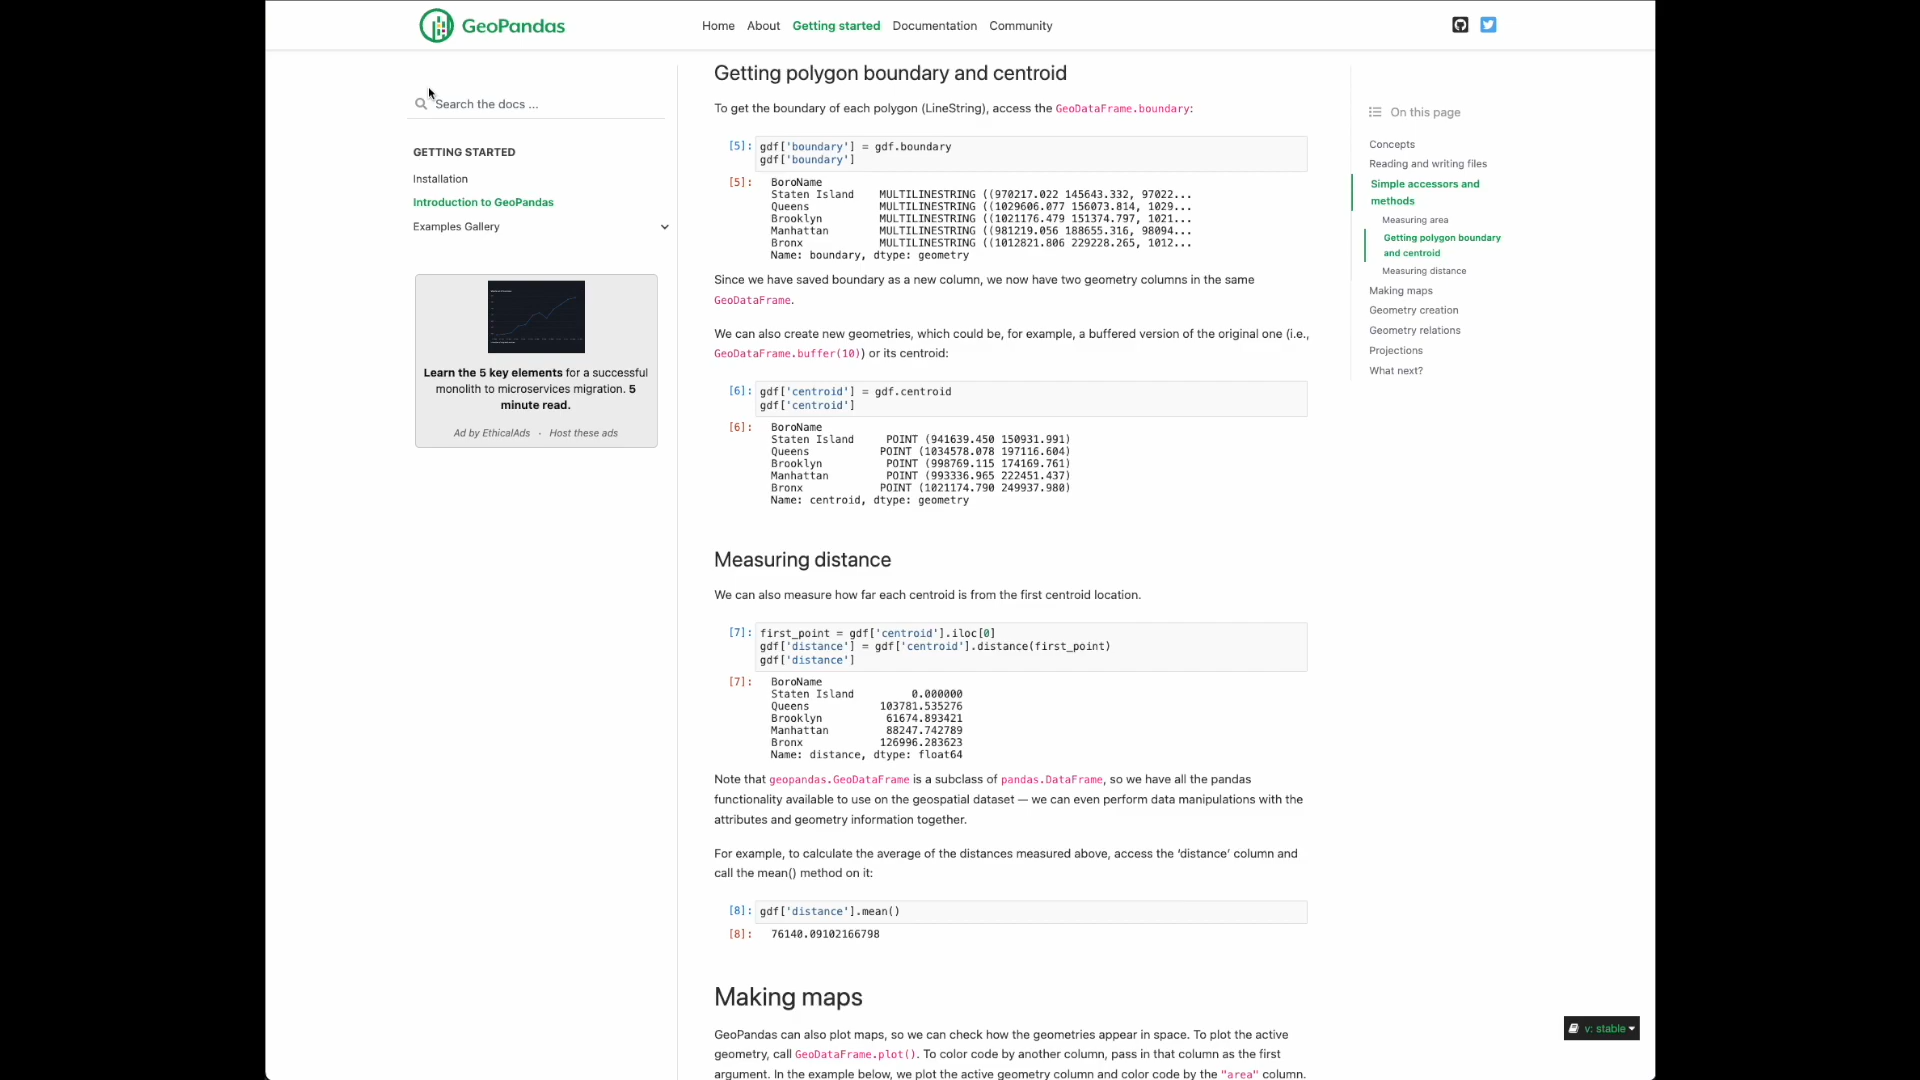 GeoPandas
Home About Getting started Documentation Community
Search the docs ...
GETTING STARTED
Installation
Introduction to GeoPandas
Examples Gallery
Learn the 5 key elements for a successful
monolith to microservices migration. 5
minute read.
Ad by EthicalAds · Host these ads
Getting polygon boundary and centroid
To get the boundary of each polygon (LineString), access the GeoDataFrame.boundary:
[5]: gdf['boundary'] = gdf.boundary
gdf['boundary']
[5]: BoroName
Staten Island MULTILINESTRING ((970217.022 145643.332, 97022...
Queens MULTILINESTRING ((1029606.077 156073.814, 1029...
Brooklyn MULTILINESTRING ((1021176.479 151374.797, 1021...
Manhattan MULTILINESTRING ((981219.056 188655.316, 98094...
Bronx MULTILINESTRING ((1012821.806 229228.265, 1012...
Name: boundary, dtype: geometry
Since we have saved boundary as a new column, we now have two geometry columns in the same
GeoDataFrame.
We can also create new geometries, which could be, for example, a buffered version of the original one (i.e.,
GeoDataFrame.buffer(10)) or its centroid:
[6]: gdf['centroid'] = gdf.centroid
gdf['centroid']
[6]: BoroName
Staten Island POINT (941639.450 150931.991)
Queens POINT (1034578.078 197116.604)
Brooklyn POINT (998769.115 174169.761)
Manhattan POINT (993336.965 222451.437)
Bronx POINT (1021174.790 249937.980)
Name: centroid, dtype: geometry
Measuring distance
We can also measure how far each centroid is from the first centroid location.
[7]: first_point = gdf['centroid'].iloc[0]
gdf['distance'] = gdf['centroid'].distance(first_point)
gdf['distance']
[7]: BoroName
Staten Island 0.000000
Queens 103781.535276
Brooklyn 61674.893421
Manhattan 88247.742789
Bronx 126996.283623
Name: distance, dtype: float64
Note that geopandas.GeoDataFrame is a subclass of pandas.DataFrame, so we have all the pandas
functionality available to use on the geospatial dataset — we can even perform data manipulations with the
attributes and geometry information together.
For example, to calculate the average of the distances measured above, access the ‘distance’ column and
call the mean() method on it:
[8]: gdf['distance'].mean()
[8]: 76140.09102166798
Making maps
GeoPandas can also plot maps, so we can check how the geometries appear in space. To plot the active
geometry, call GeoDataFrame.plot(). To color code by another column, pass in that column as the first
argument. In the example below, we plot the active geometry column and color code by the "area" column.
On this page
Concepts
Reading and writing files
Simple accessors and
methods
Measuring area
Getting polygon boundary
and centroid
Measuring distance
Making maps
Geometry creation
Geometry relations
Projections
What next?
v: stable